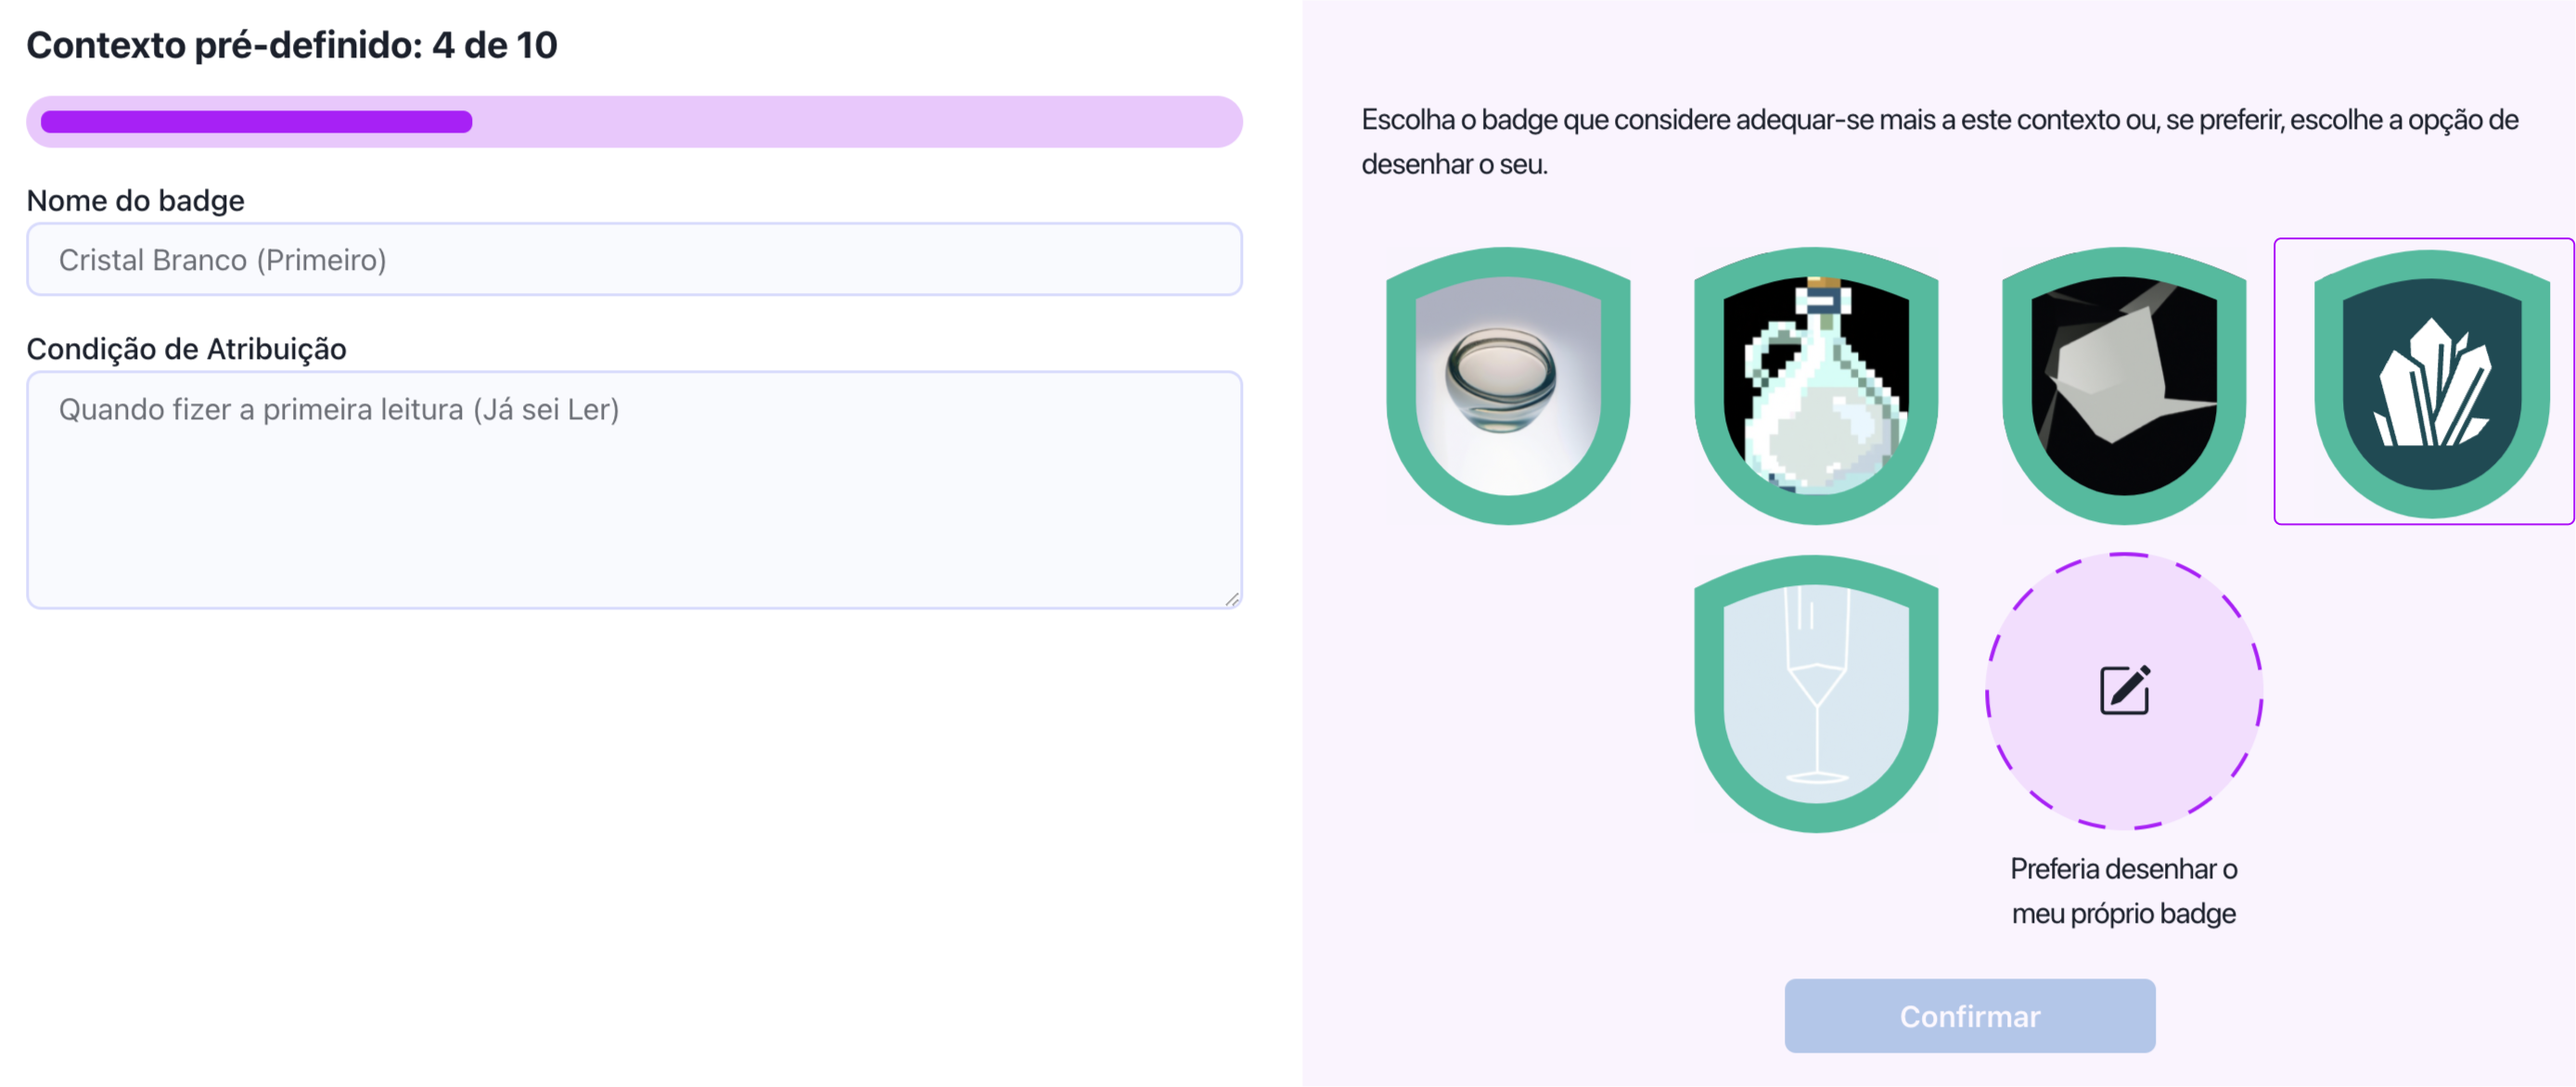 Contexto pré-definido: 4 de 10
Nome do badge
Cristal Branco (Primeiro)
Condição de Atribuição
Quando fizer a primeira leitura (Já sei Ler)
Escolha o badge que considere adequar-se mais a este contexto ou, se preferir, escolhe a opção de
desenhar o seu.
Preferia desenhar o
meu próprio badge
Confirmar